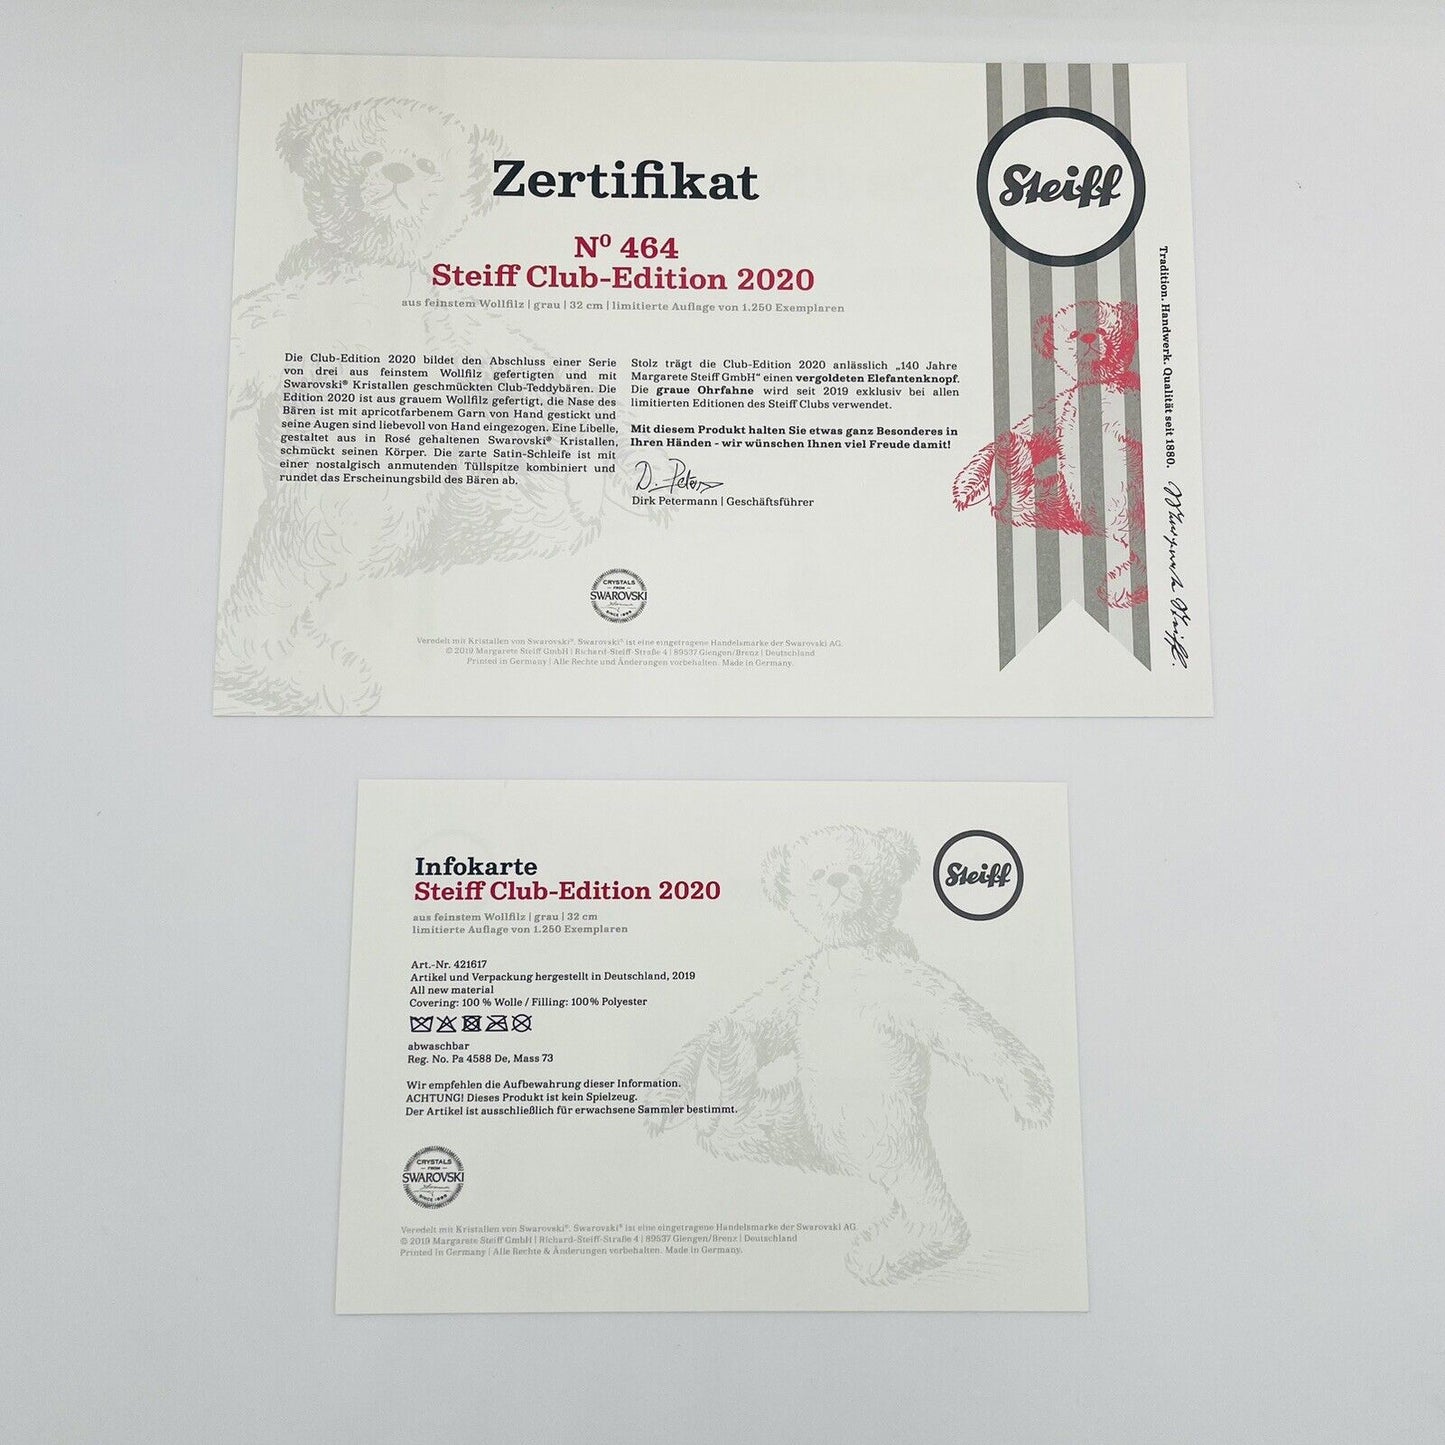 Zertifikat
Nº 464
Steiff Club-Edition 2020
aus feinstem Wollfilz | grau | 32 cm | limitierte Auflage von 1.250 Exemplaren
Die Club-Edition 2020 bildet den Abschluss einer Serie
von drei aus feinstem Wollfilz gefertigten und mit
Swarovski® Kristallen geschmückten Club-Teddybären. Die
Edition 2020 ist aus grauem Wollfilz gefertigt, die Nase des
Bären ist mit apricotfarbenem Garn von Hand gestickt und
seine Augen sind liebevoll von Hand eingezogen. Eine Libelle,
gestaltet aus in Rosé gehaltenen Swarovski® Kristallen,
schmückt seinen Körper. Die zarte Satin-Schleife ist mit
einer nostalgisch anmutenden Tüllspitze kombiniert und
rundet das Erscheinungsbild des Bären ab.
Stolz trägt die Club-Edition 2020 anlässlich „140 Jahre
Margarete Steiff GmbH“ einen vergoldeten Elefantenknopf.
Die graue Ohrfahne wird seit 2019 exklusiv bei allen
limitierten Editionen des Steiff Clubs verwendet.
Mit diesem Produkt halten Sie etwas ganz Besonderes in
Ihren Händen - wir wünschen Ihnen viel Freude damit!
Dirk Petermann | Geschäftsführer
CRYSTALS
FROM
SWAROVSKI
SINCE 1895
Veredelt mit Kristallen von Swarovski®. Swarovski® ist eine eingetragene Handelsmarke der Swarovski AG.
© 2019 Margarete Steiff GmbH | Richard-Steiff-Straße 4 | 89537 Giengen/Brenz | Deutschland
Printed in Germany | Alle Rechte und Änderungen vorbehalten. Made in Germany.
Steiff
Tradition. Handwerk. Qualität seit 1880.
Margarete Steiff.
Infokarte
Steiff Club-Edition 2020
aus feinstem Wollfilz | grau | 32 cm
limitierte Auflage von 1.250 Exemplaren
Art.-Nr. 421617
Artikel und Verpackung hergestellt in Deutschland, 2019
All new material
Covering: 100 % Wolle / Filling: 100% Polyester
abwaschbar
Reg. No. Pa 4588 De, Mass 73
Wir empfehlen die Aufbewahrung dieser Information.
ACHTUNG! Dieses Produkt ist kein Spielzeug.
Der Artikel ist ausschließlich für erwachsene Sammler bestimmt.
CRYSTALS
FROM
SWAROVSKI
SINCE 1895
Veredelt mit Kristallen von Swarovski®. Swarovski® ist eine eingetragene Handelsmarke der Swarovski AG.
© 2019 Margarete Steiff GmbH | Richard-Steiff-Straße 4 | 89537 Giengen/Brenz | Deutschland
Printed in Germany | Alle Rechte & Änderungen vorbehalten. Made in Germany.
Steiff